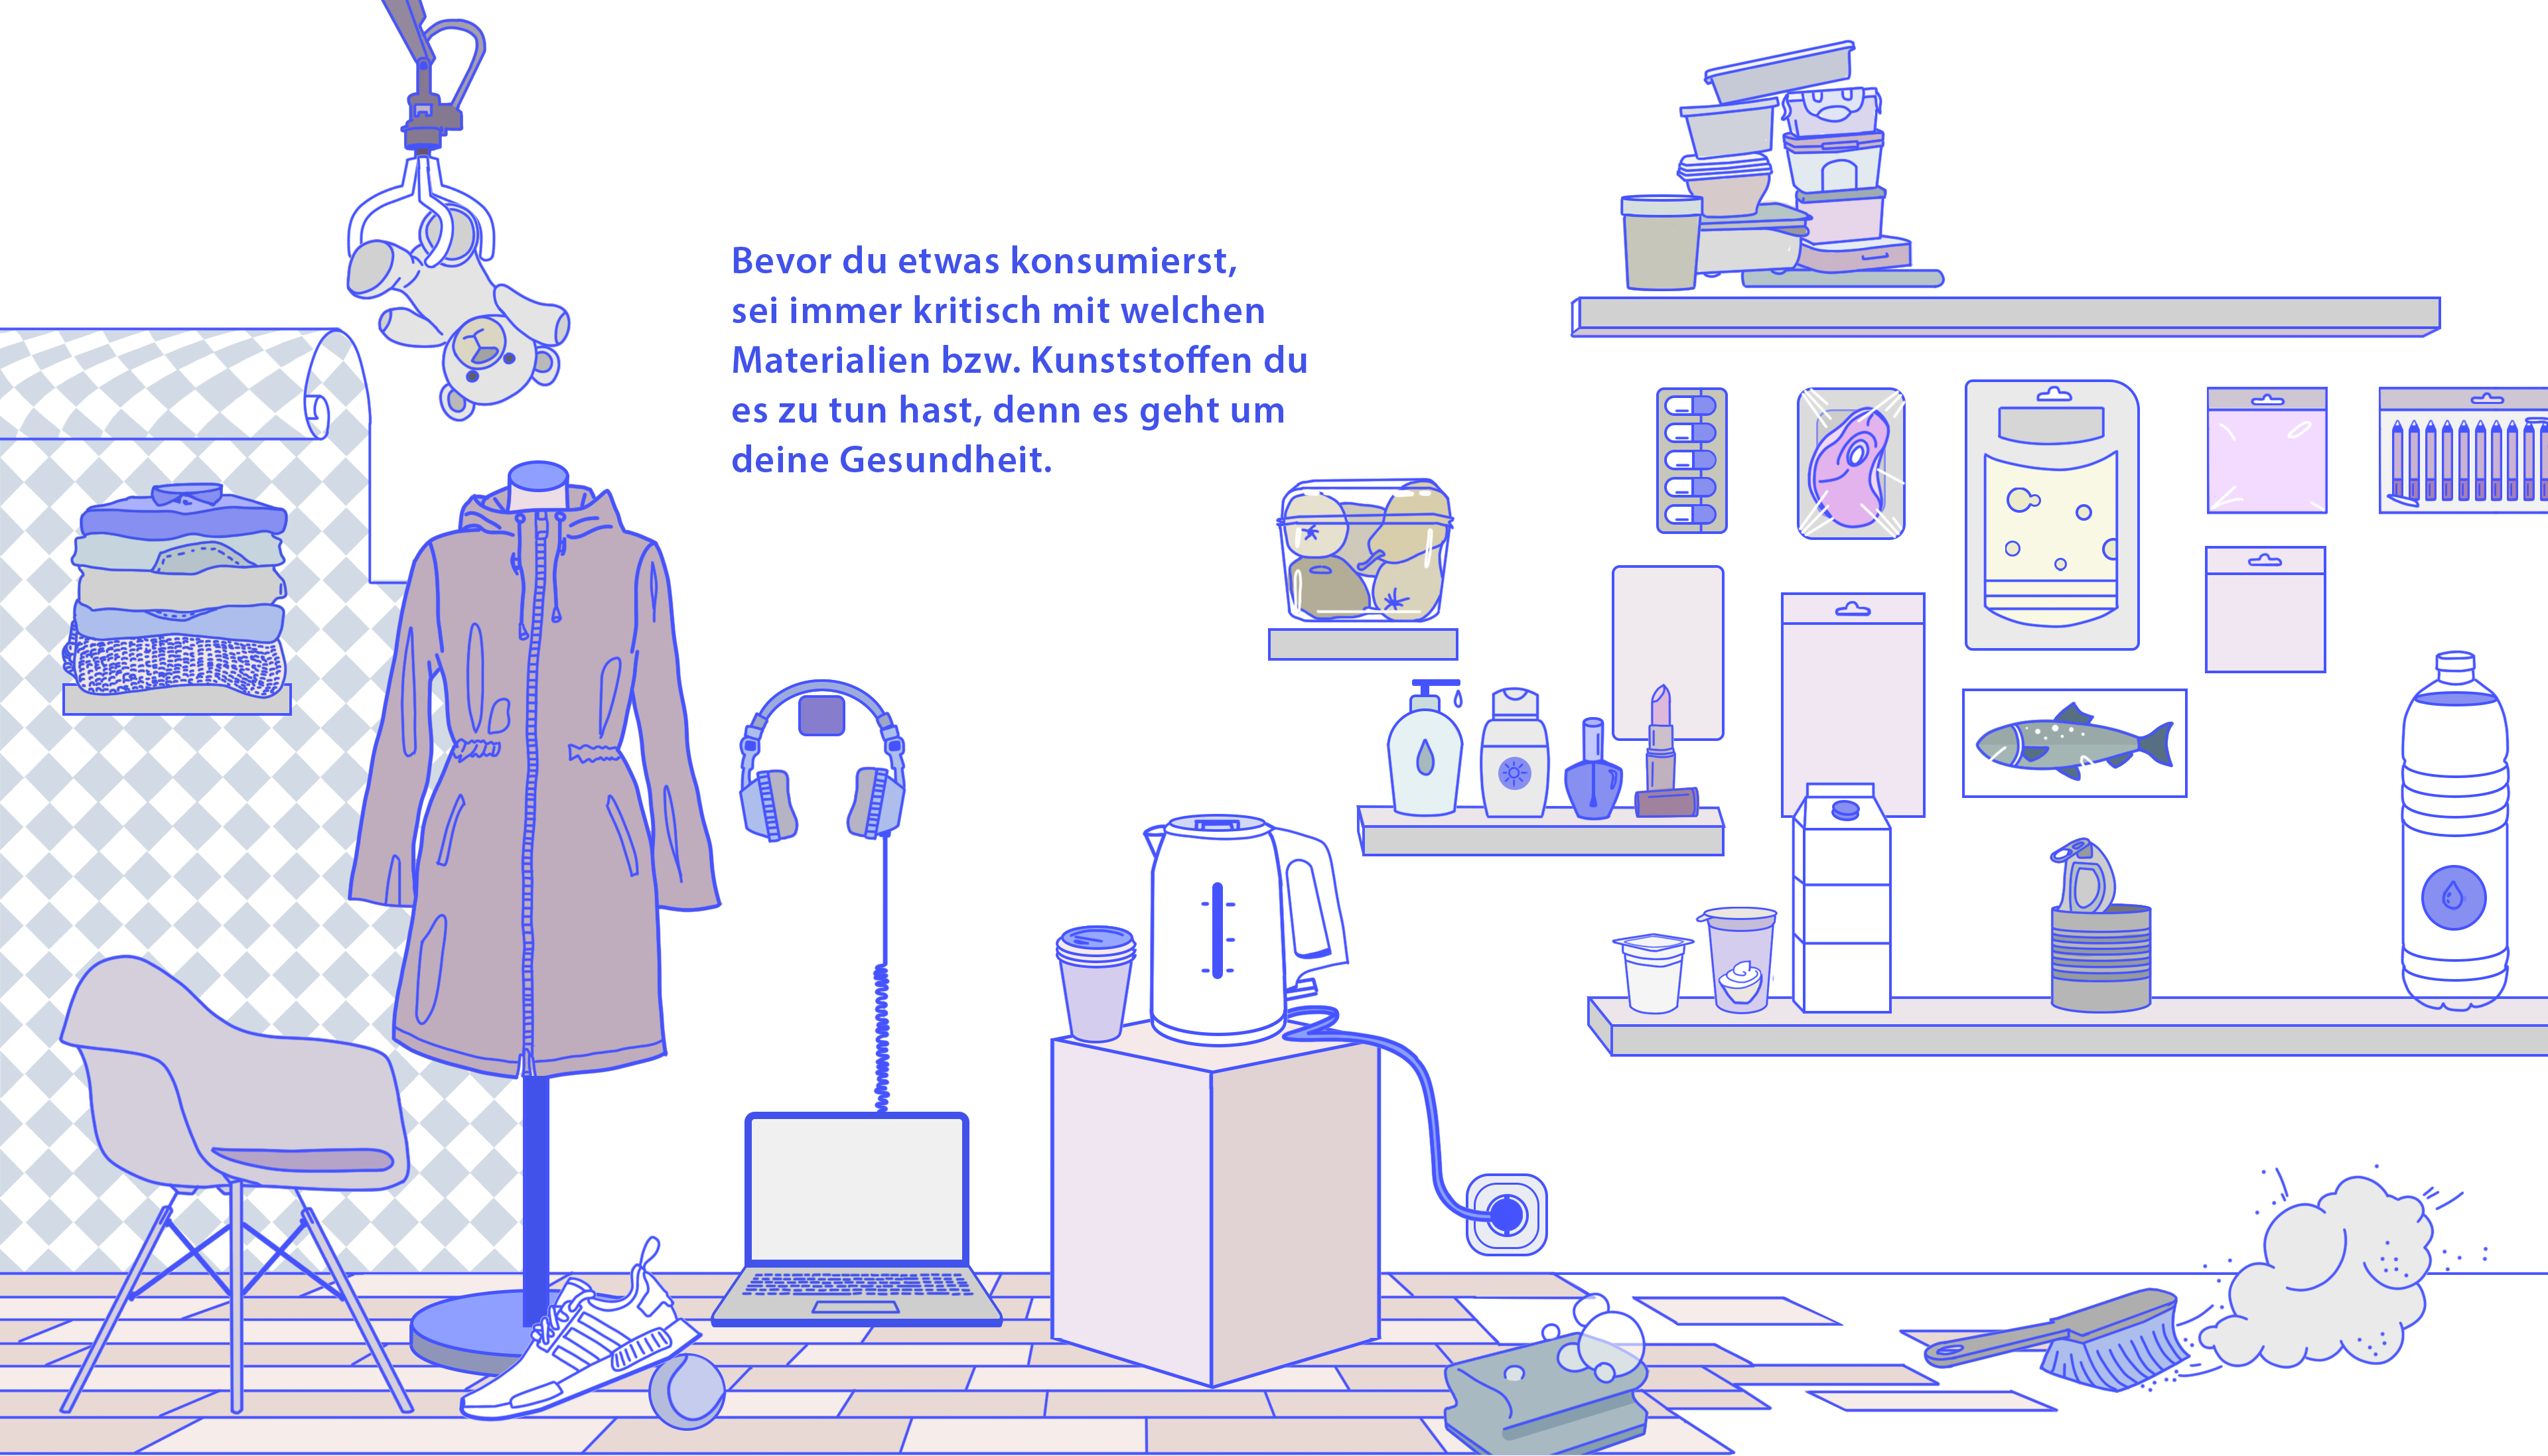 Bevor du etwas konsumierst,
sei immer kritisch mit welchen
Materialien bzw. Kunststoffen du
es zu tun hast, denn es geht um
deine Gesundheit.